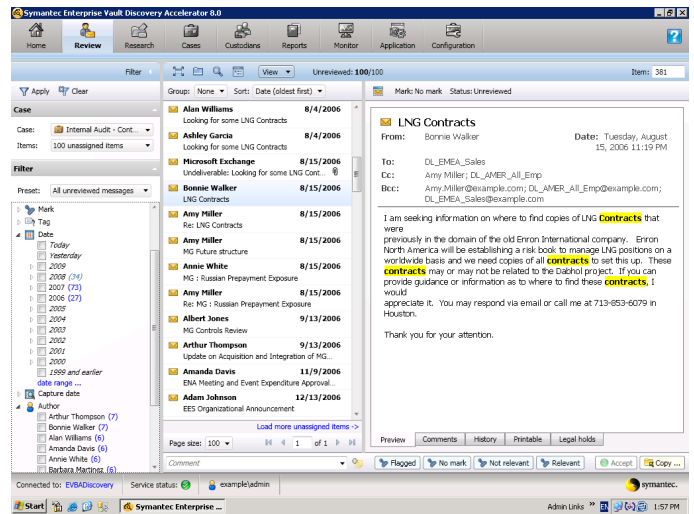 Symantec Enterprise Vault Discovery Accelerator 8.0
Home Review Research Cases Custodians Reports Monitor Application Configuration
Filter View Unreviewed: 100/100 Item: 381
Apply Clear Group: None Sort: Date (oldest first) Mark: No mark Status: Unreviewed
Case
Case: Internal Audit - Cont...
Items: 100 unassigned items
Filter
Preset: All unreviewed messages
Mark
Tag
Date
Today
Yesterday
2009
2008 (34)
2007 (73)
2006 (27)
2005
2004
2003
2002
2001
2000
1999 and earlier
date range ...
Capture date
Author
Arthur Thompson (7)
Bonnie Walker (7)
Alan Williams (6)
Amanda Davis (6)
Annie White (6)
Barbara Martinez (6)
Alan Williams 8/4/2006
Looking for some LNG Contracts
Ashley Garcia 8/4/2006
Looking for some LNG Contracts
Microsoft Exchange 8/15/2006
Undeliverable: Looking for some LNG Cont...
Bonnie Walker 8/15/2006
LNG Contracts
Amy Miller 8/15/2006
Re: LNG Contracts
Amy Miller 8/15/2006
MG Future structure
Annie White 8/15/2006
MG : Russian Prepayment Exposure
Amy Miller 8/15/2006
Re: MG : Russian Prepayment Exposure
Albert Jones 9/13/2006
MG Controls Review
Arthur Thompson 9/13/2006
Update on Acquisition and Integration of MG...
Amanda Davis 11/9/2006
ENA Meeting and Event Expenditure Approval...
Adam Johnson 12/13/2006
EES Organizational Announcement
Load more unassigned items ->
Page size: 100 1 of 1
Comment
LNG Contracts
From: Bonnie Walker Date: Tuesday, August
15, 2006 11:19 PM
To: DL_EMEA_Sales
Cc: Amy Miller; DL_AMER_All_Emp
Bcc: Amy.Miller@example.com; DL_AMER_All_Emp@example.com;
DL_EMEA_Sales@example.com
I am seeking information on where to find copies of LNG Contracts that
were
previously in the domain of the old Enron International company. Enron
North America will be establishing a risk book to manage LNG positions on a
worldwide basis and we need copies of all contracts to set this up. These
contracts may or may not be related to the Dabhol project. If you can
provide guidance or information as to where to find these contracts, I
would
appreciate it. You may respond via email or call me at 713-853-6079 in
Houston.
Thank you for your attention.
Preview Comments History Printable Legal holds
Flagged No mark Not relevant Relevant Accept Copy ...
Connected to: EVBADiscovery Service status: example\admin symantec.
Start Symantec Enterprise ... Admin Links » EN 1:57 PM